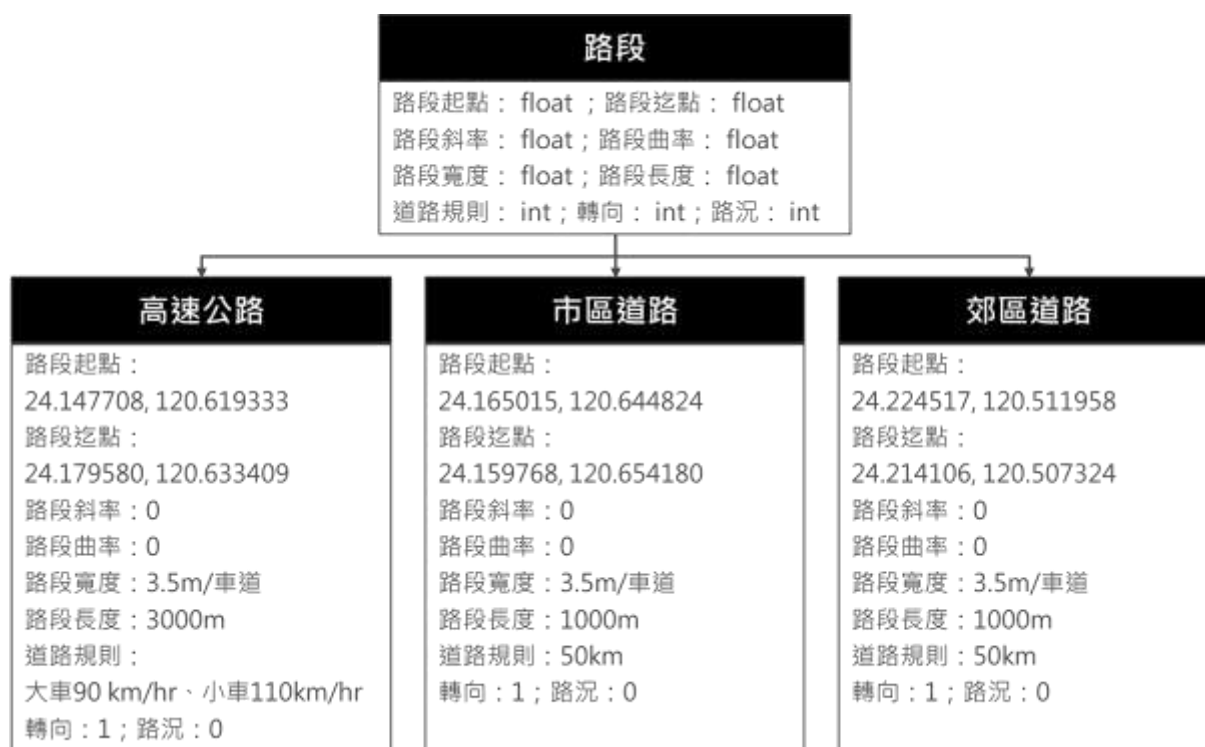 路段
路段起點： float ；路段迄點： float
路段斜率： float；路段曲率： float
路段寬度： float；路段長度： float
道路規則： int；轉向： int；路況： int
高速公路
路段起點：
24.147708, 120.619333
路段迄點：
24.179580, 120.633409
路段斜率：0
路段曲率：0
路段寬度：3.5m/車道
路段長度：3000m
道路規則：
大車90 km/hr、小車110km/hr
轉向：1；路況：0
市區道路
路段起點：
24.165015, 120.644824
路段迄點：
24.159768, 120.654180
路段斜率：0
路段曲率：0
路段寬度：3.5m/車道
路段長度：1000m
道路規則：50km
轉向：1；路況：0
郊區道路
路段起點：
24.224517, 120.511958
路段迄點：
24.214106, 120.507324
路段斜率：0
路段曲率：0
路段寬度：3.5m/車道
路段長度：1000m
道路規則：50km
轉向：1；路況：0